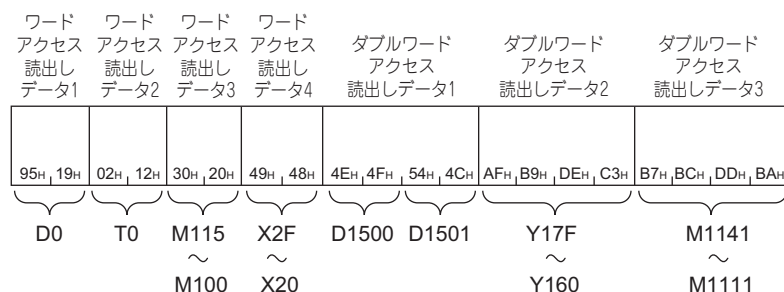 ワード
アクセス
読出し
データ1
ワード
アクセス
読出し
データ2
ワード
アクセス
読出し
データ3
ワード
アクセス
読出し
データ4
ダブルワード
アクセス
読出しデータ1
ダブルワード
アクセス
読出しデータ2
ダブルワード
アクセス
読出しデータ3
95H 19H 02H 12H 30H 20H 49H 48H 4EH 4FH 54H 4CH AFH B9H DEH C3H B7H BCH DDH BAH
D0 T0 M115 X2F D1500 D1501 Y17F M1141
～ ～ ～ ～
M100 X20 Y160 M1111